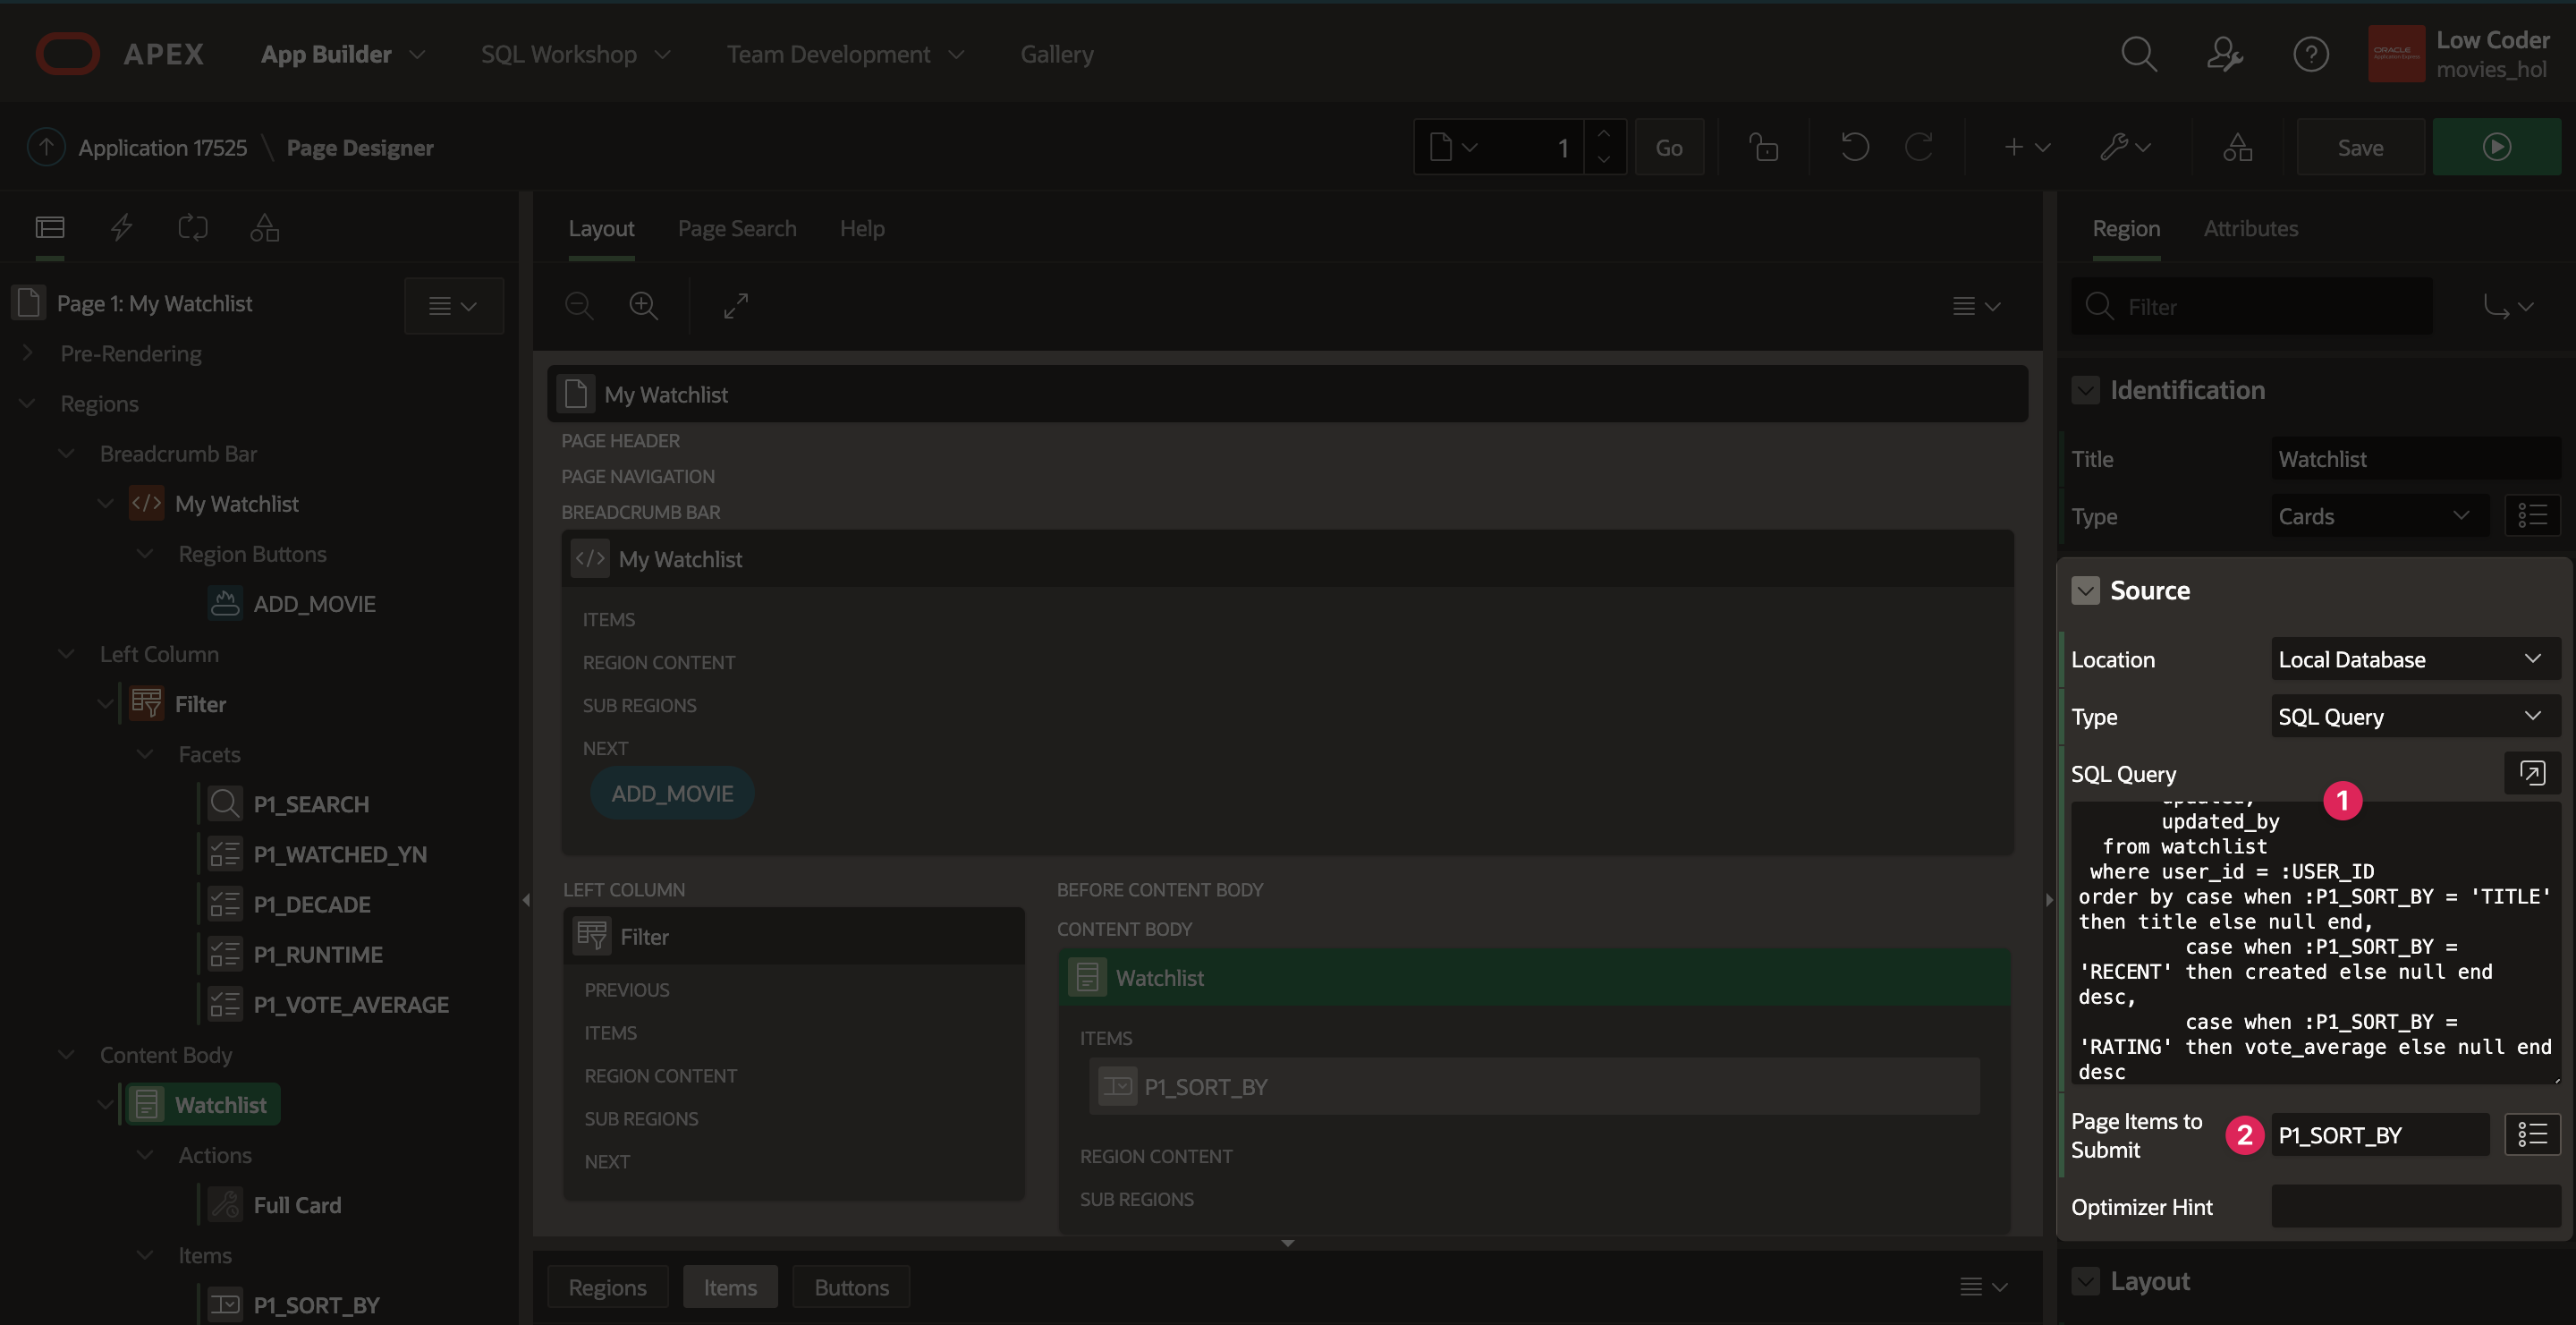 APEX
App Builder
SQL Workshop
Team Development
Gallery
Low Coder
movies_hol
Application 17525
Page Designer
1
Go
Save
Page 1: My Watchlist
Pre-Rendering
Regions
Breadcrumb Bar
My Watchlist
Region Buttons
ADD_MOVIE
Left Column
Filter
Facets
P1_SEARCH
P1_WATCHED_YN
P1_DECADE
P1_RUNTIME
P1_VOTE_AVERAGE
Content Body
Watchlist
Actions
Full Card
Items
P1_SORT_BY
Layout
Page Search
Help
My Watchlist
PAGE HEADER
PAGE NAVIGATION
BREADCRUMB BAR
My Watchlist
ITEMS
REGION CONTENT
SUB REGIONS
NEXT
ADD_MOVIE
LEFT COLUMN
Filter
PREVIOUS
ITEMS
REGION CONTENT
SUB REGIONS
NEXT
BEFORE CONTENT BODY
CONTENT BODY
Watchlist
ITEMS
P1_SORT_BY
REGION CONTENT
SUB REGIONS
Regions
Items
Buttons
Region
Attributes
Filter
Identification
Title
Watchlist
Type
Cards
Source
Location
Local Database
Type
SQL Query
SQL Query
1
updated_by
from watchlist
where user_id = :USER_ID
order by case when :P1_SORT_BY = 'TITLE'
then title else null end,
case when :P1_SORT_BY =
'RECENT' then created else null end
desc,
case when :P1_SORT_BY =
'RATING' then vote_average else null end
desc
Page Items to
Submit
2
P1_SORT_BY
Optimizer Hint
Layout